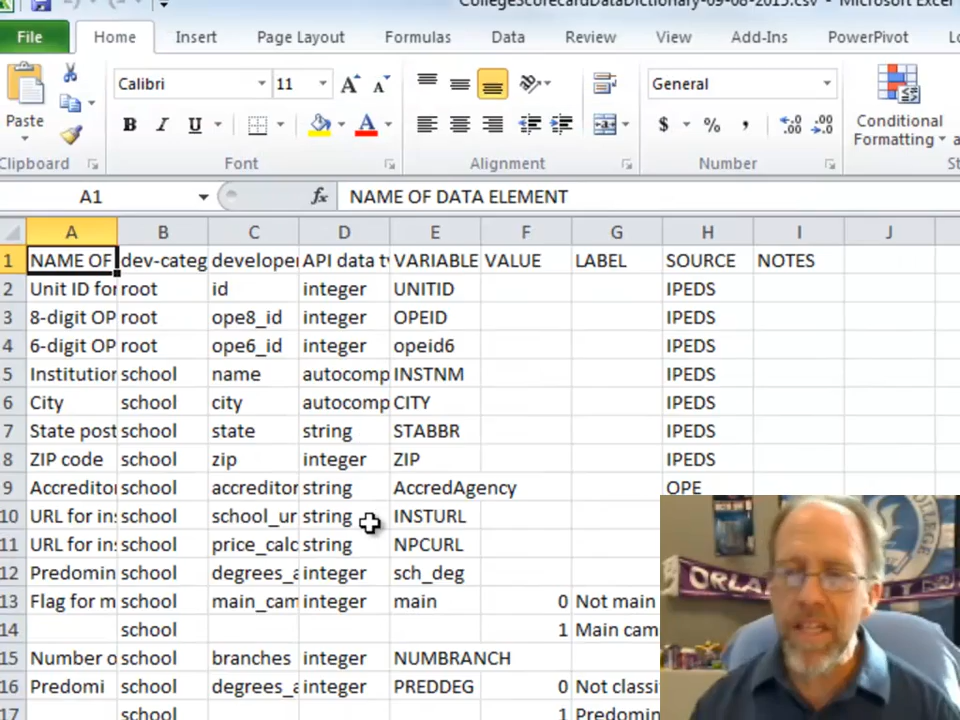 CollegeScorecardDataDictionary-09-08-2015.csv - Microsoft Excel
File Home Insert Page Layout Formulas Data Review View Add-Ins PowerPivot
Calibri 11 General
Paste B I U $ % , Conditional
Formatting
Clipboard Font Alignment Number
A1 fx NAME OF DATA ELEMENT
A B C D E F G H I J
1 NAME OF dev-categ developer API data ty VARIABLE VALUE LABEL SOURCE NOTES
2 Unit ID for root id integer UNITID IPEDS
3 8-digit OP root ope8_id integer OPEID IPEDS
4 6-digit OP root ope6_id integer opeid6 IPEDS
5 Institution school name autocomp INSTNM IPEDS
6 City school city autocomp CITY IPEDS
7 State post school state string STABBR IPEDS
8 ZIP code school zip integer ZIP IPEDS
9 Accreditor school accreditor string AccredAgency OPE
10 URL for ins school school_ur string INSTURL
11 URL for ins school price_calc string NPCURL
12 Predomin school degrees_a integer sch_deg
13 Flag for m school main_cam integer main 0 Not main
14 school 1 Main cam
15 Number o school branches integer NUMBRANCH
16 Predomi school degrees_a integer PREDDEG 0 Not classi
17 school 1 Predomin
COLLEGE
ORLA